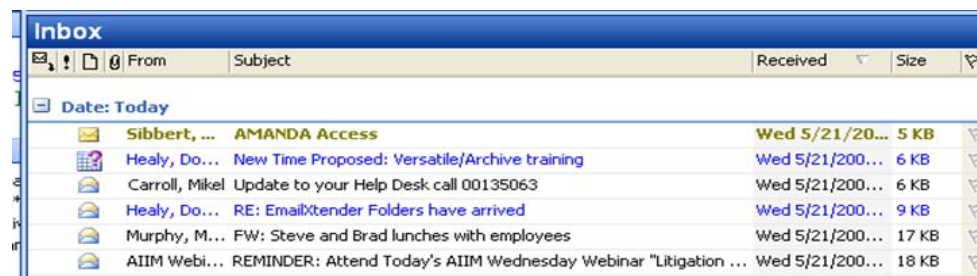 Inbox
! From Subject Received Size
Date: Today
Sibbert, ... AMANDA Access Wed 5/21/20... 5 KB
Healy, Do... New Time Proposed: Versatile/Archive training Wed 5/21/200... 6 KB
Carroll, Mikel Update to your Help Desk call 00135063 Wed 5/21/200... 6 KB
Healy, Do... RE: EmailXtender Folders have arrived Wed 5/21/200... 9 KB
Murphy, M... FW: Steve and Brad lunches with employees Wed 5/21/200... 17 KB
AIIM Webi... REMINDER: Attend Today's AIIM Wednesday Webinar "Litigation ... Wed 5/21/200... 18 KB